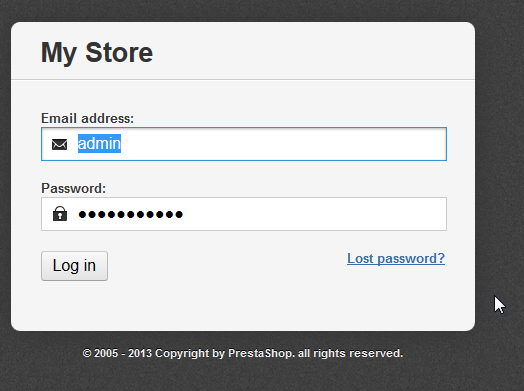 My Store
Email address:
admin
Password:
●●●●●●●●●●●
Log in
Lost password?
© 2005 - 2013 Copyright by PrestaShop. all rights reserved.